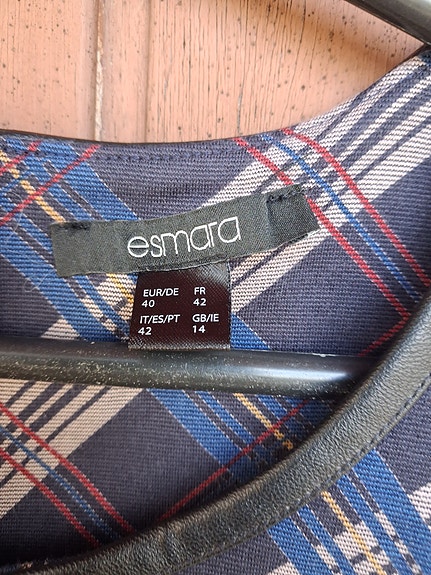 esmara
EUR/DE FR
40 42
IT/ES/PT GB/IE
42 14